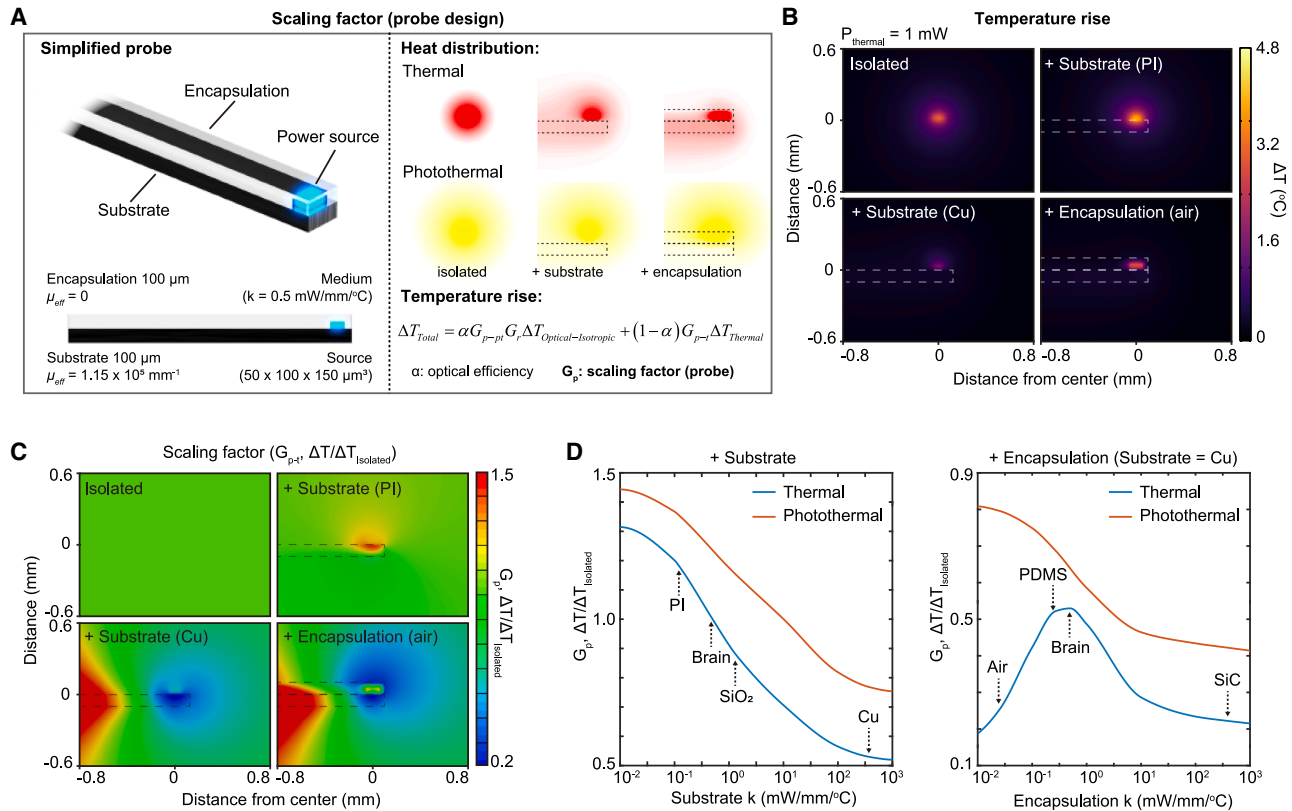 A
Scaling factor (probe design)
Simplified probe
Encapsulation
Power source
Substrate
Encapsulation 100 µm
μeff = 0
Medium
(k = 0.5 mW/mm/°C)
Substrate 100 µm
μeff = 1.15 x 10⁵ mm⁻¹
Source
(50 x 100 x 150 µm³)
Heat distribution:
Thermal
Photothermal
isolated
+ substrate
+ encapsulation
Temperature rise:
ΔT_Total = αG_p−pt G_r ΔT_Optical−Isotropic + (1−α) G_p−t ΔT_Thermal
α: optical efficiency
Gp: scaling factor (probe)
B
Temperature rise
Pthermal = 1 mW
Isolated
+ Substrate (PI)
+ Substrate (Cu)
+ Encapsulation (air)
0.6
0
-0.6
0
-0.6
Distance (mm)
-0.8
0
0.8
0
0.8
Distance from center (mm)
4.8
3.2
1.6
0
ΔT (°C)
C
Scaling factor (Gp-t, ΔT/ΔTIsolated)
Isolated
+ Substrate (PI)
+ Substrate (Cu)
+ Encapsulation (air)
0.6
0
-0.6
0.6
0
-0.6
Distance (mm)
-0.8
0
0.8
-0.8
0
0.8
Distance from center (mm)
1.5
0.2
Gp, ΔT/ΔTIsolated
D
+ Substrate
Thermal
Photothermal
PI
Brain
SiO₂
Cu
1.5
1.0
0.5
Gp, ΔT/ΔTIsolated
10⁻²
10⁻¹
10⁰
10¹
10²
10³
Substrate k (mW/mm/°C)
+ Encapsulation (Substrate = Cu)
Thermal
Photothermal
PDMS
Air
Brain
SiC
0.9
0.5
0.1
Gp, ΔT/ΔTIsolated
10⁻²
10⁻¹
10⁰
10¹
10²
10³
Encapsulation k (mW/mm/°C)